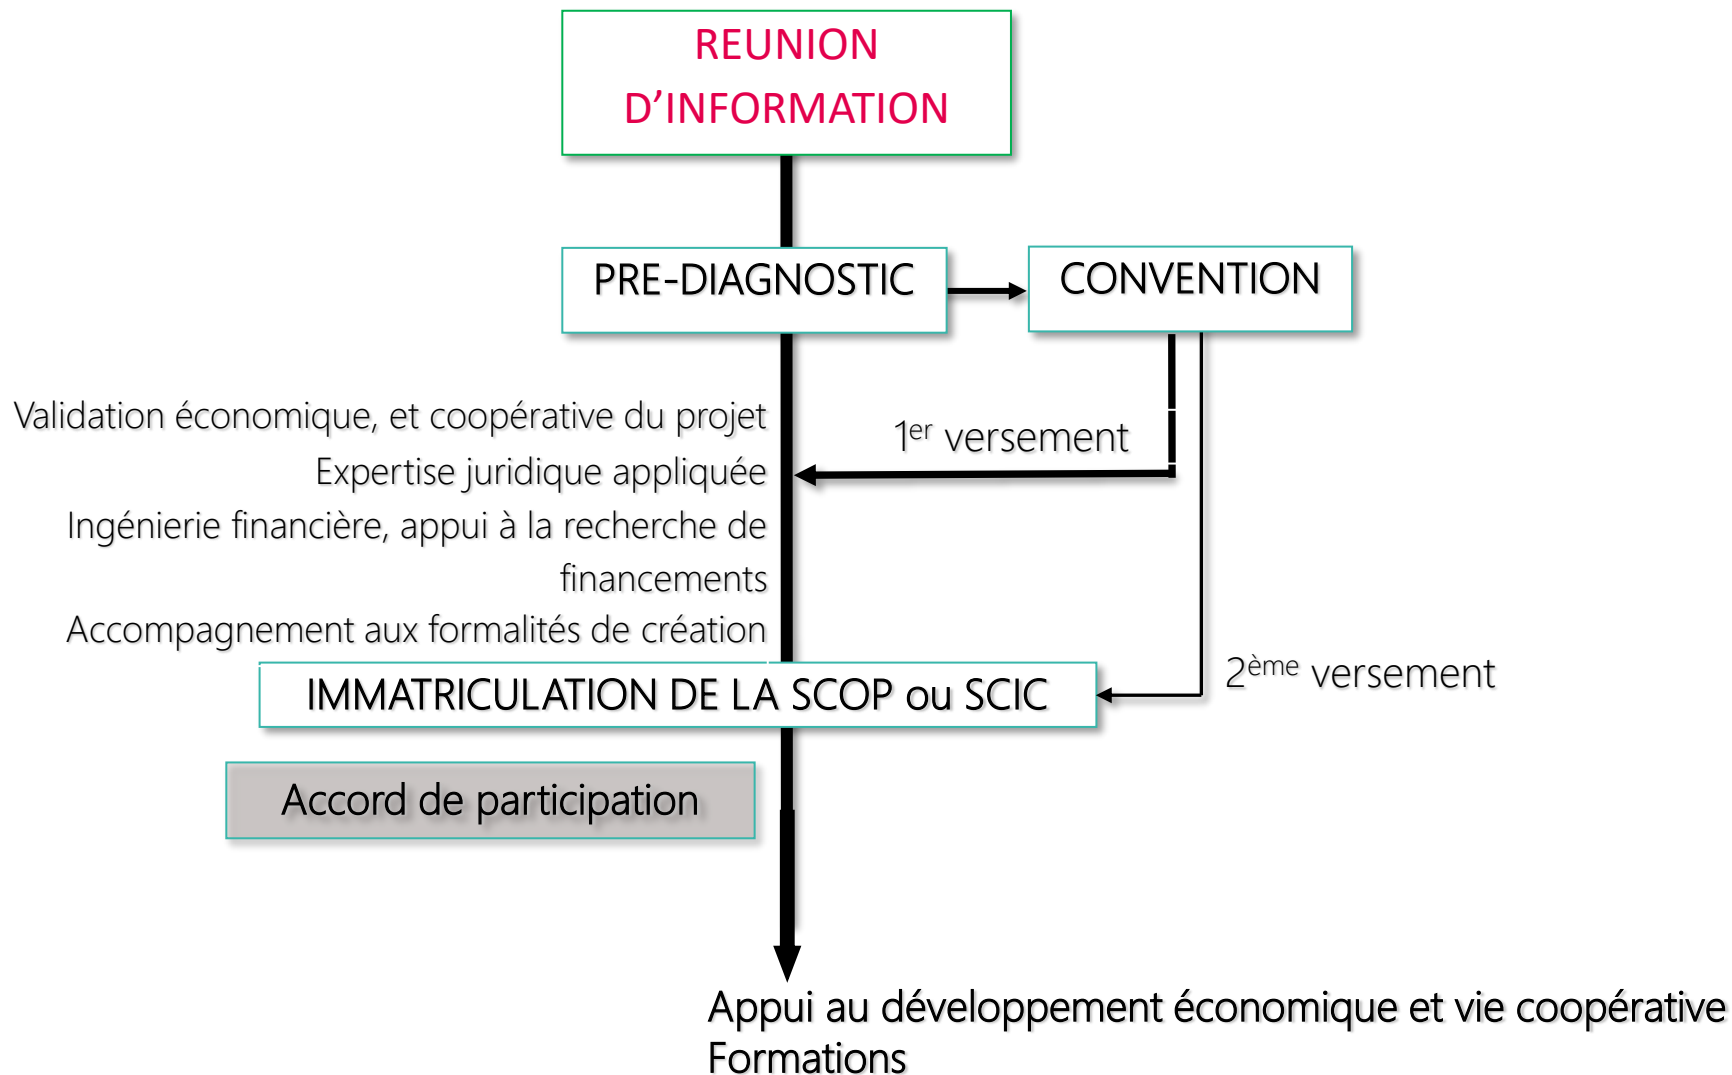 REUNION
D’INFORMATION
PRE-DIAGNOSTIC
CONVENTION
Validation économique, et coopérative du projet
1er versement
Expertise juridique appliquée
Ingénierie financière, appui à la recherche de
financements
Accompagnement aux formalités de création
2ème versement
IMMATRICULATION DE LA SCOP ou SCIC
Accord de participation
Appui au développement économique et vie coopérative
Formations